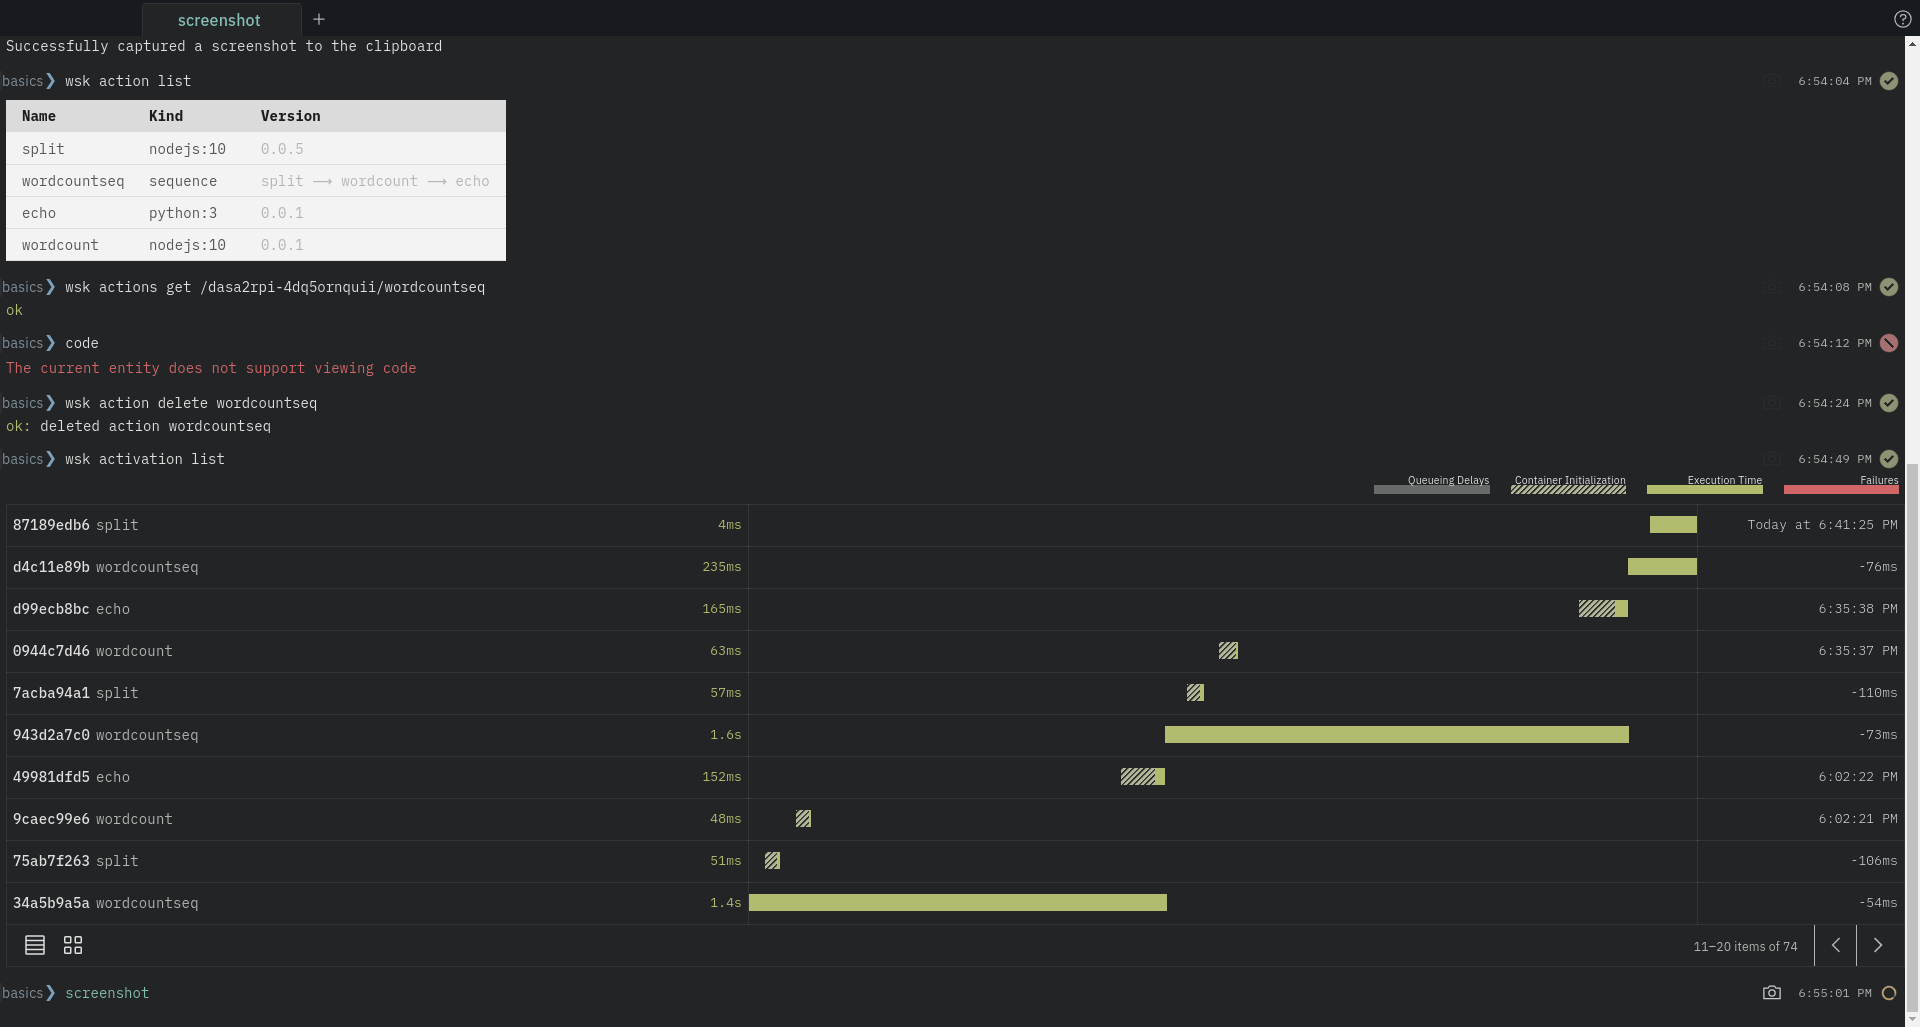 screenshot +
Successfully captured a screenshot to the clipboard
basics❯ wsk action list 6:54:04 PM
Name Kind Version
split nodejs:10 0.0.5
wordcountseq sequence split ⟶ wordcount ⟶ echo
echo python:3 0.0.1
wordcount nodejs:10 0.0.1
basics❯ wsk actions get /dasa2rpi-4dq5ornquii/wordcountseq 6:54:08 PM
ok
basics❯ code 6:54:12 PM
The current entity does not support viewing code
basics❯ wsk action delete wordcountseq 6:54:24 PM
ok: deleted action wordcountseq
basics❯ wsk activation list 6:54:49 PM
Queueing Delays Container Initialization Execution Time Failures
87189edb6 split 4ms Today at 6:41:25 PM
d4c11e89b wordcountseq 235ms -76ms
d99ecb8bc echo 165ms 6:35:38 PM
0944c7d46 wordcount 63ms 6:35:37 PM
7acba94a1 split 57ms -110ms
943d2a7c0 wordcountseq 1.6s -73ms
49981dfd5 echo 152ms 6:02:22 PM
9caec99e6 wordcount 48ms 6:02:21 PM
75ab7f263 split 51ms -106ms
34a5b9a5a wordcountseq 1.4s -54ms
11–20 items of 74
basics❯ screenshot 6:55:01 PM